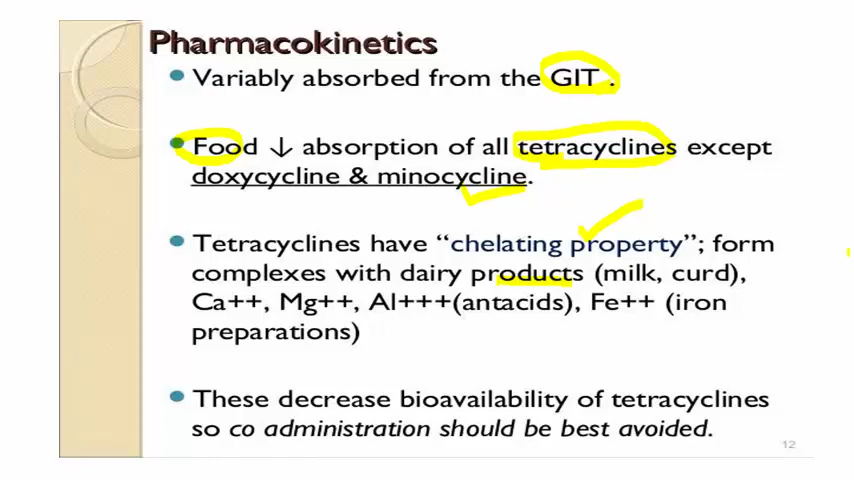 Pharmacokinetics
Variably absorbed from the GIT .
Food ↓ absorption of all tetracyclines except
doxycycline & minocycline.
Tetracyclines have “chelating property”; form
complexes with dairy products (milk, curd),
Ca++, Mg++, Al+++(antacids), Fe++ (iron
preparations)
These decrease bioavailability of tetracyclines
so co administration should be best avoided.
12